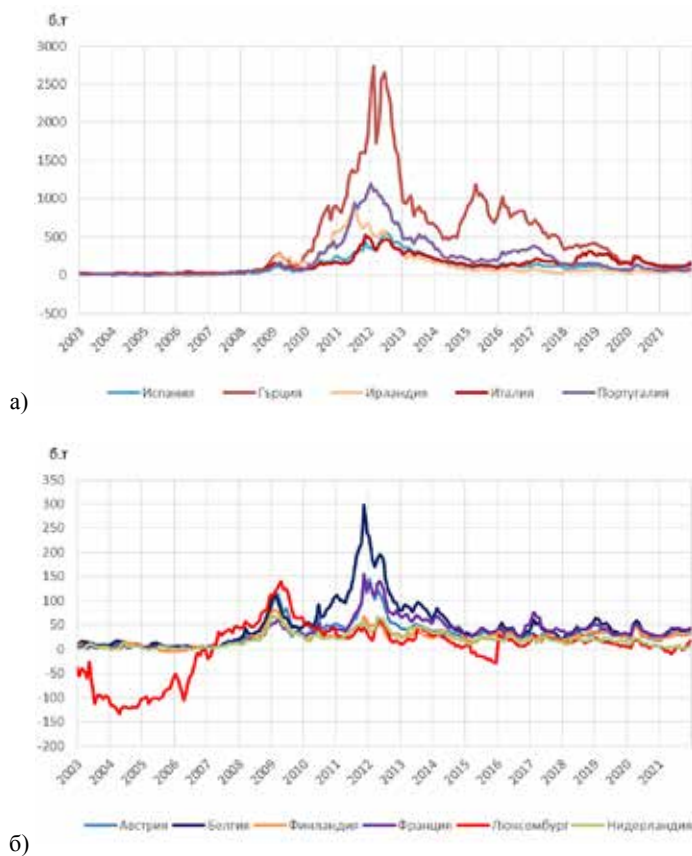 б.т
3000
2500
2000
1500
1000
500
0
-500
2003 2004 2005 2006 2007 2008 2009 2010 2011 2012 2013 2014 2015 2016 2017 2018 2019 2020 2021
Испания Гърция Ирландия Италия Португалия
а)
б.т
350
300
250
200
150
100
50
0
-50
-100
-150
-200
2003 2004 2005 2006 2007 2008 2009 2010 2011 2012 2013 2014 2015 2016 2017 2018 2019 2020 2021
Австрия Белгия Финландия Франция Люксембург Нидерландия
б)